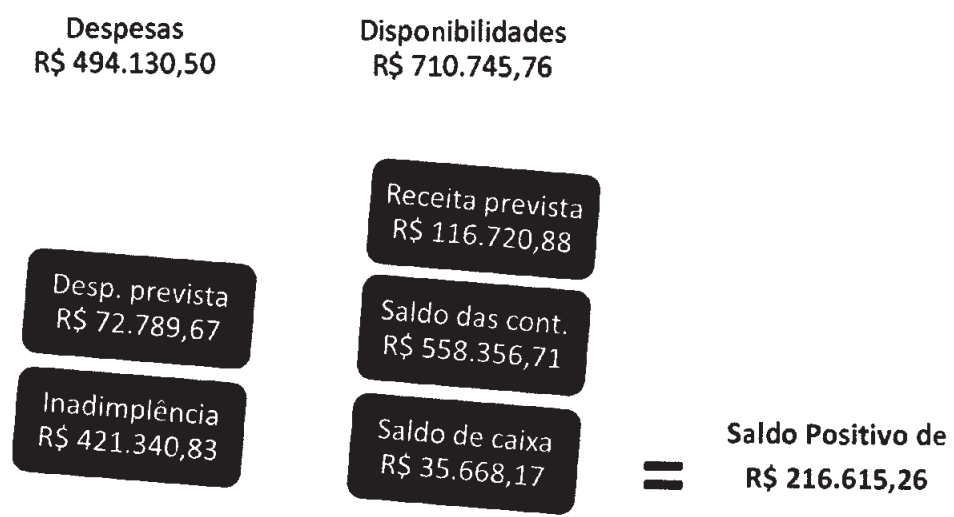 Despesas
R$ 494.130,50
Disponibilidades
R$ 710.745,76
Receita prevista
R$ 116.720,88
Desp. prevista
R$ 72.789,67
Saldo das cont.
R$ 558.356,71
Inadimplência
R$ 421.340,83
Saldo de caixa
R$ 35.668,17
=
Saldo Positivo de
R$ 216.615,26